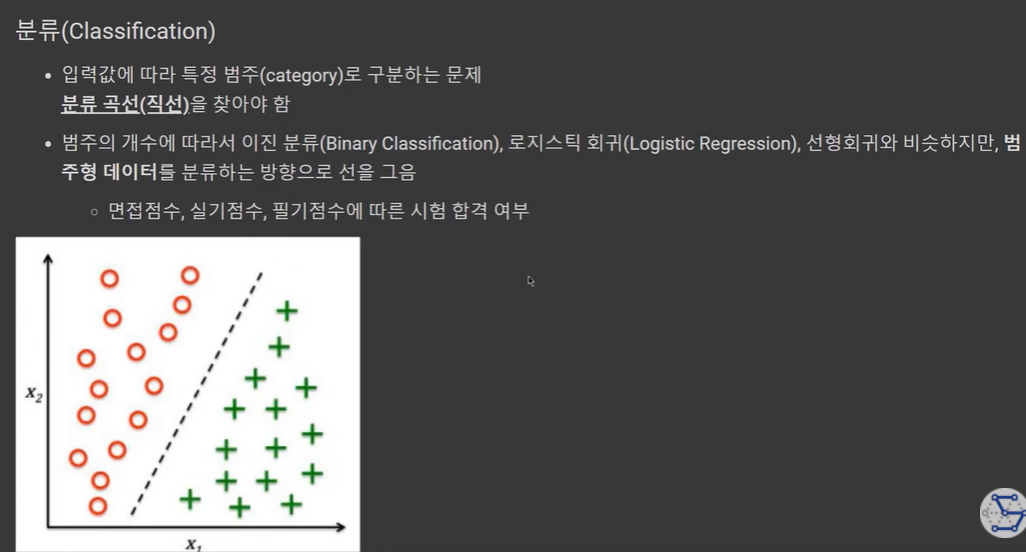 분류(Classification)
입력값에 따라 특정 범주(category)로 구분하는 문제
분류 곡선(직선)을 찾아야 함
범주의 개수에 따라서 이진 분류(Binary Classification), 로지스틱 회귀(Logistic Regression), 선형회귀와 비슷하지만, 범
주형 데이터를 분류하는 방향으로 선을 그음
면접점수, 실기점수, 필기점수에 따른 시험 합격 여부
x₂
x₁